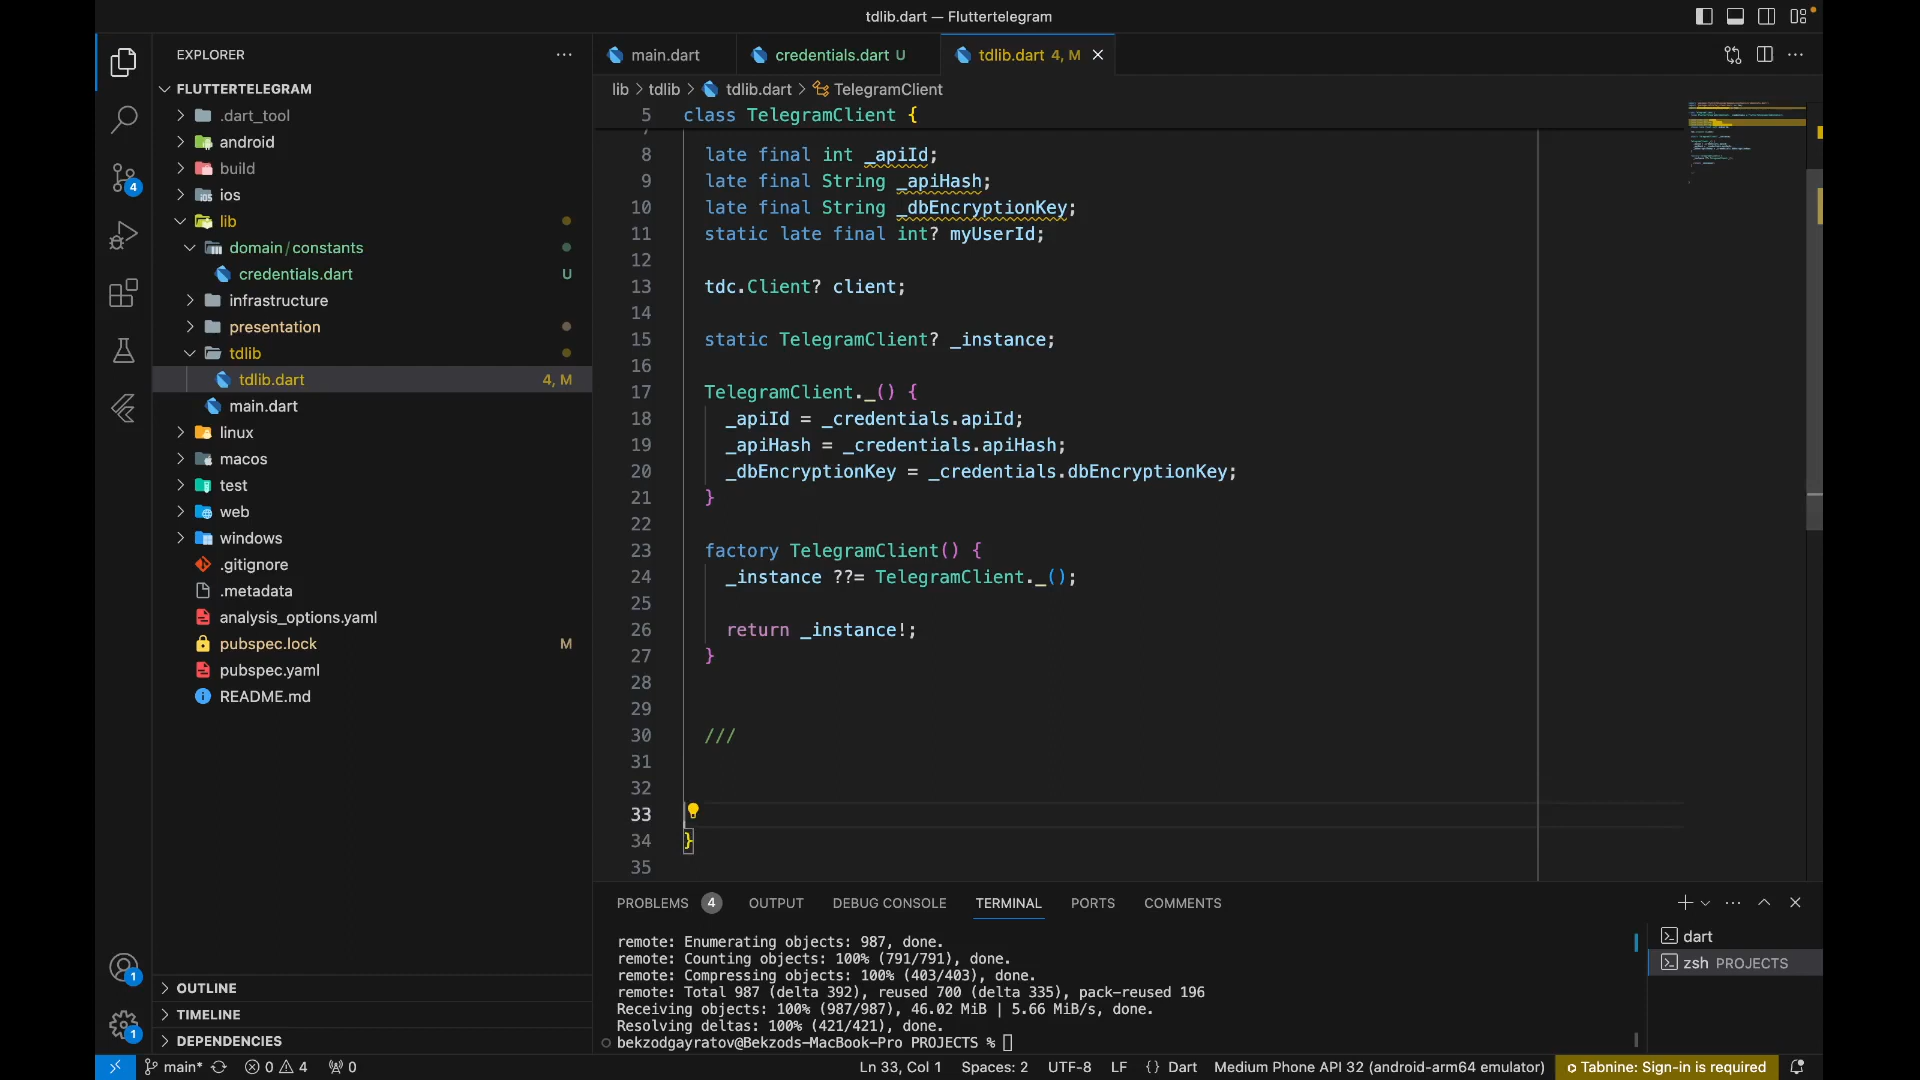 tdlib.dart — Fluttertelegram
EXPLORER
FLUTTERTELEGRAM
.dart_tool
android
build
ios
lib
domain/constants
credentials.dart U
infrastructure
presentation
tdlib
tdlib.dart 4, M
main.dart
linux
macos
test
web
windows
.gitignore
.metadata
analysis_options.yaml
pubspec.lock M
pubspec.yaml
README.md
OUTLINE
TIMELINE
DEPENDENCIES
4
1
1
main.dart
credentials.dart U
tdlib.dart 4, M
lib > tdlib > tdlib.dart > TelegramClient
5 class TelegramClient {
8 late final int _apiId;
9 late final String _apiHash;
10 late final String _dbEncryptionKey;
11 static late final int? myUserId;
12
13 tdc.Client? client;
14
15 static TelegramClient? _instance;
16
17 TelegramClient._() {
18 _apiId = _credentials.apiId;
19 _apiHash = _credentials.apiHash;
20 _dbEncryptionKey = _credentials.dbEncryptionKey;
21 }
22
23 factory TelegramClient() {
24 _instance ??= TelegramClient._();
25
26 return _instance!;
27 }
28
29
30 ///
31
32
33
34 }
35
PROBLEMS 4 OUTPUT DEBUG CONSOLE TERMINAL PORTS COMMENTS
remote: Enumerating objects: 987, done.
remote: Counting objects: 100% (791/791), done.
remote: Compressing objects: 100% (403/403), done.
remote: Total 987 (delta 392), reused 700 (delta 335), pack-reused 196
Receiving objects: 100% (987/987), 46.02 MiB | 5.66 MiB/s, done.
Resolving deltas: 100% (421/421), done.
bekzodgayratov@Bekzods-MacBook-Pro PROJECTS %
dart
zsh PROJECTS
main* 0 4 0 Ln 33, Col 1 Spaces: 2 UTF-8 LF {} Dart Medium Phone API 32 (android-arm64 emulator) Tabnine: Sign-in is required